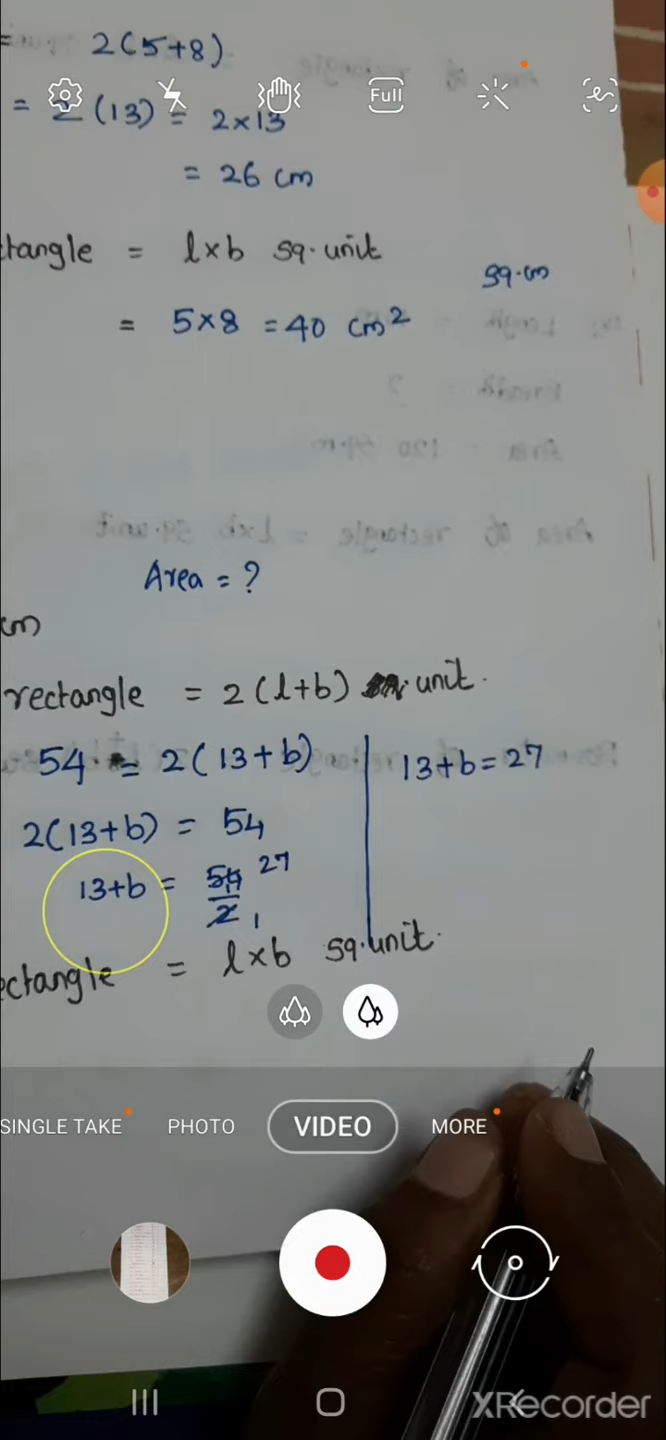 = 2(5+8)
Full
= 2(13) = 2×13
= 26 cm
ctangle = l×b sq.unit
sq.cm
= 5×8 = 40 cm²
Area = ?
cm
rectangle = 2(l+b) unit.
54 = 2(13+b)
13+b=27
2(13+b) = 54
13+b = 54/2 27 1
ectangle = l×b sq.unit.
SINGLE TAKE PHOTO VIDEO MORE
XRecorder